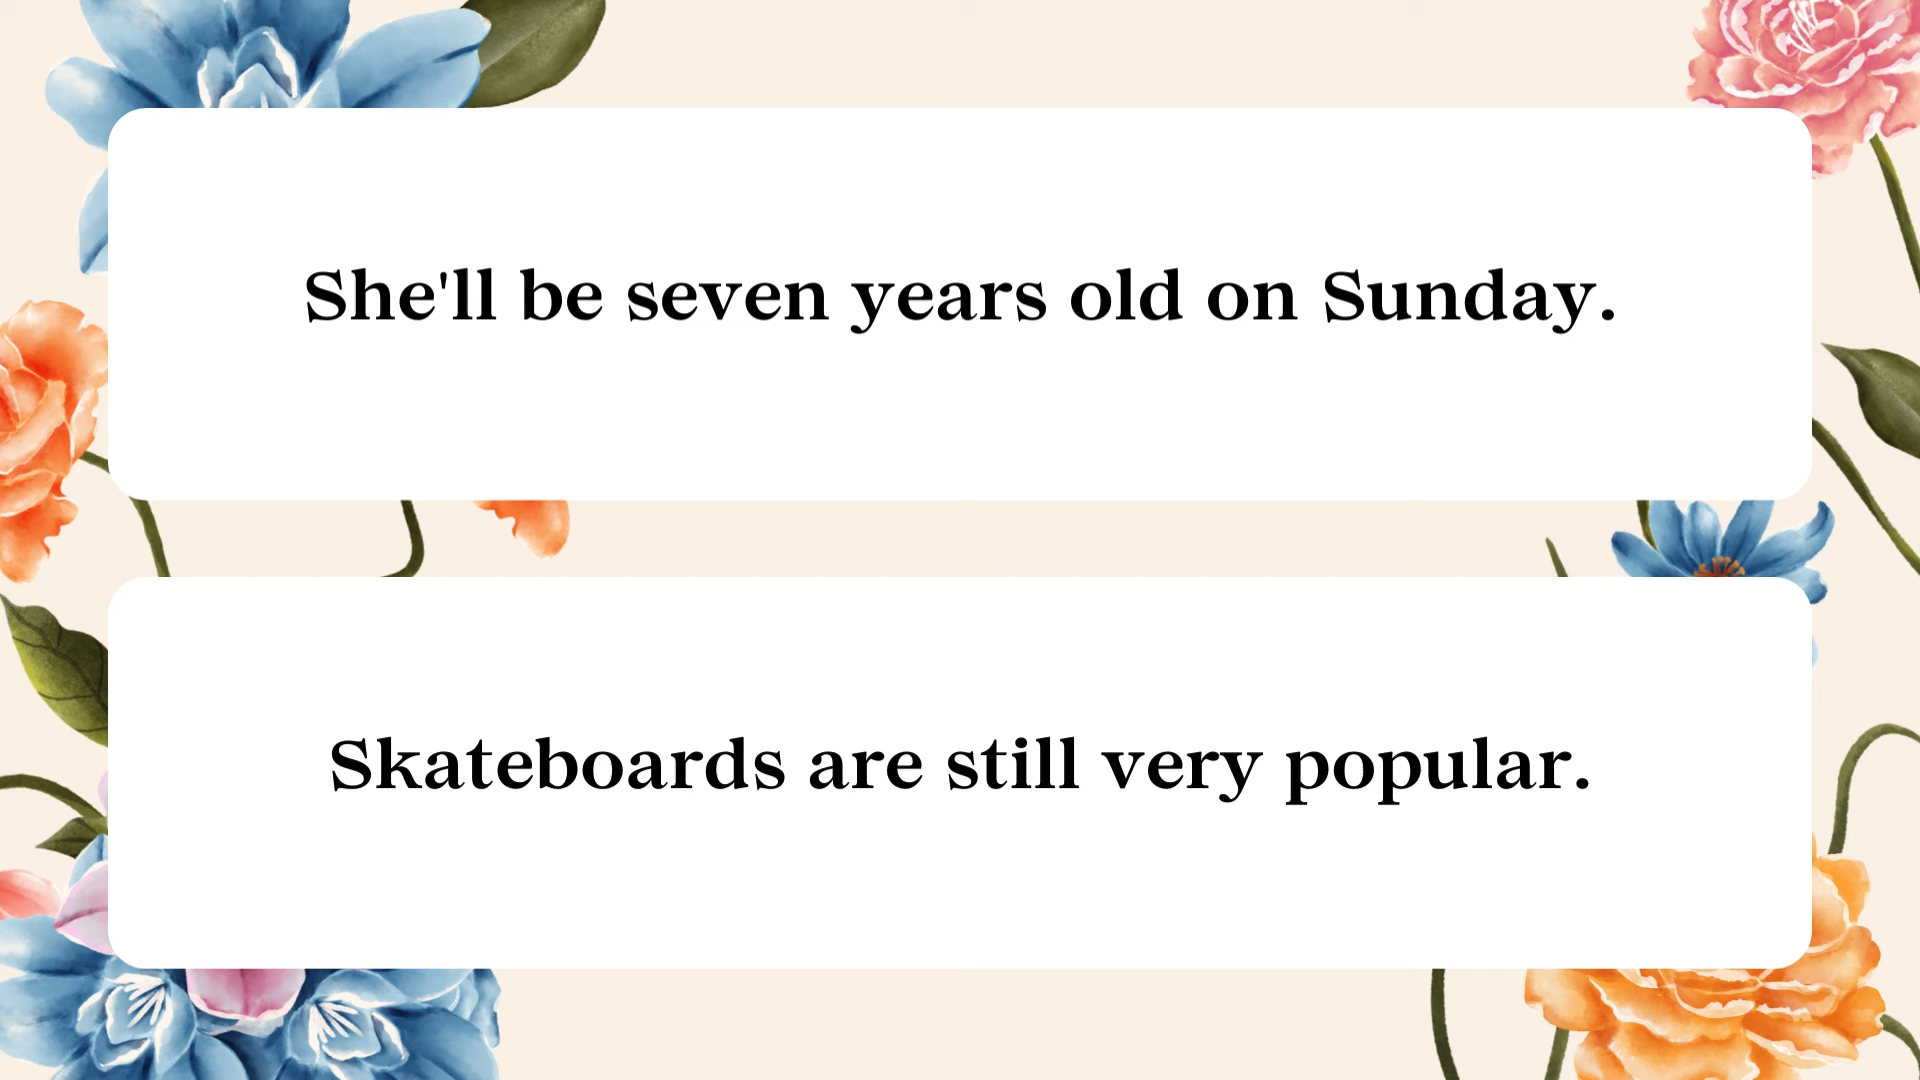 She'll be seven years old on Sunday.
Skateboards are still very popular.